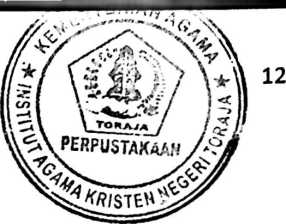 KEMENTERIAN AGAMA
INSTITUT AGAMA KRISTEN NEGERI TORAJA
TORAJA
PERPUSTAKAAN
12